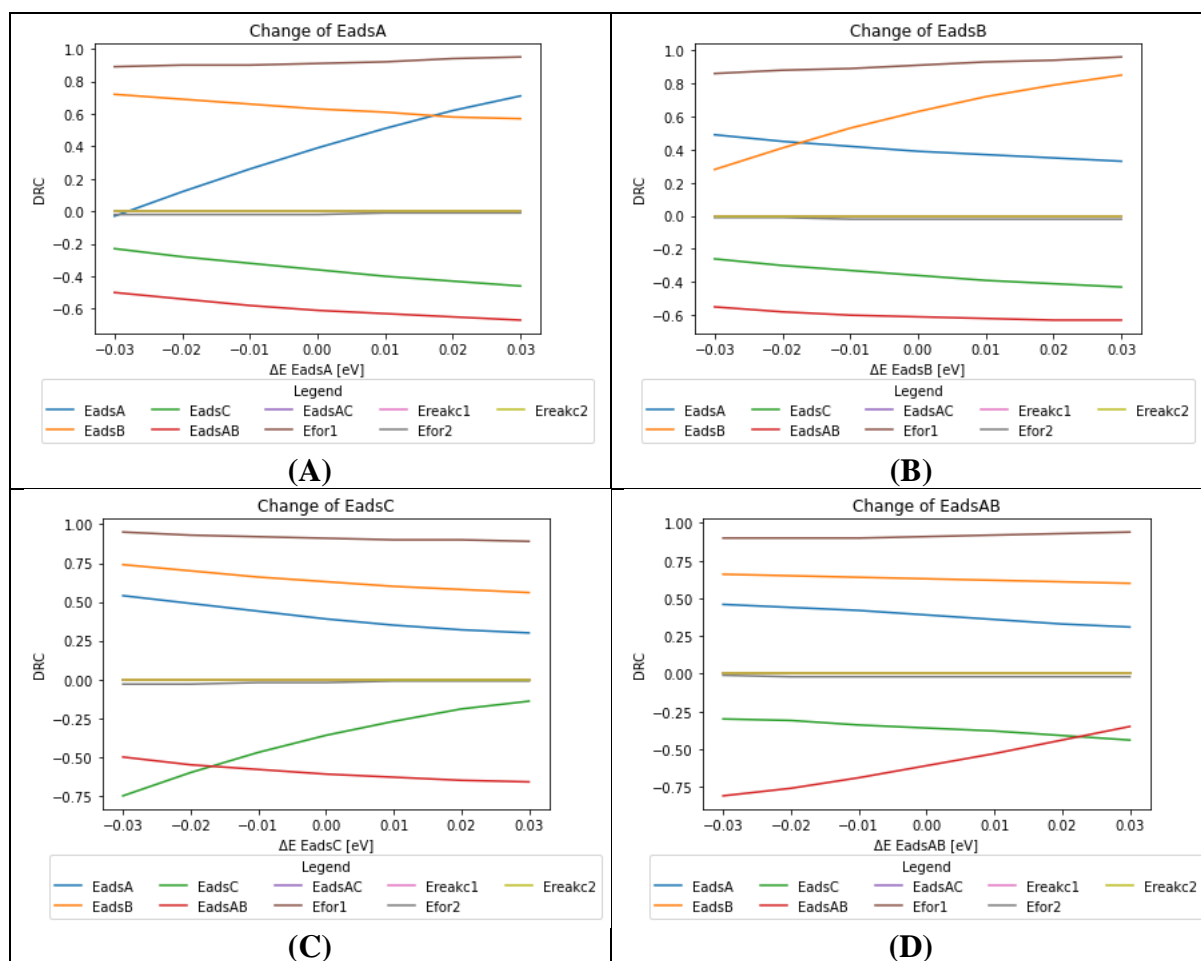 Change of EadsA
1.0
0.8
0.6
0.4
0.2
0.0
−0.2
−0.4
−0.6
DRC
−0.03 −0.02 −0.01 0.00 0.01 0.02 0.03
ΔE EadsA [eV]
Legend
EadsA EadsC EadsAC Ereakc1 Ereakc2
EadsB EadsAB Efor1 Efor2
(A)
Change of EadsB
1.0
0.8
0.6
0.4
0.2
0.0
−0.2
−0.4
−0.6
DRC
−0.03 −0.02 −0.01 0.00 0.01 0.02 0.03
ΔE EadsB [eV]
Legend
EadsA EadsC EadsAC Ereakc1 Ereakc2
EadsB EadsAB Efor1 Efor2
(B)
Change of EadsC
1.00
0.75
0.50
0.25
0.00
−0.25
−0.50
−0.75
DRC
−0.03 −0.02 −0.01 0.00 0.01 0.02 0.03
ΔE EadsC [eV]
Legend
EadsA EadsC EadsAC Ereakc1 Ereakc2
EadsB EadsAB Efor1 Efor2
(C)
Change of EadsAB
1.00
0.75
0.50
0.25
0.00
−0.25
−0.50
−0.75
DRC
−0.03 −0.02 −0.01 0.00 0.01 0.02 0.03
ΔE EadsAB [eV]
Legend
EadsA EadsC EadsAC Ereakc1 Ereakc2
EadsB EadsAB Efor1 Efor2
(D)